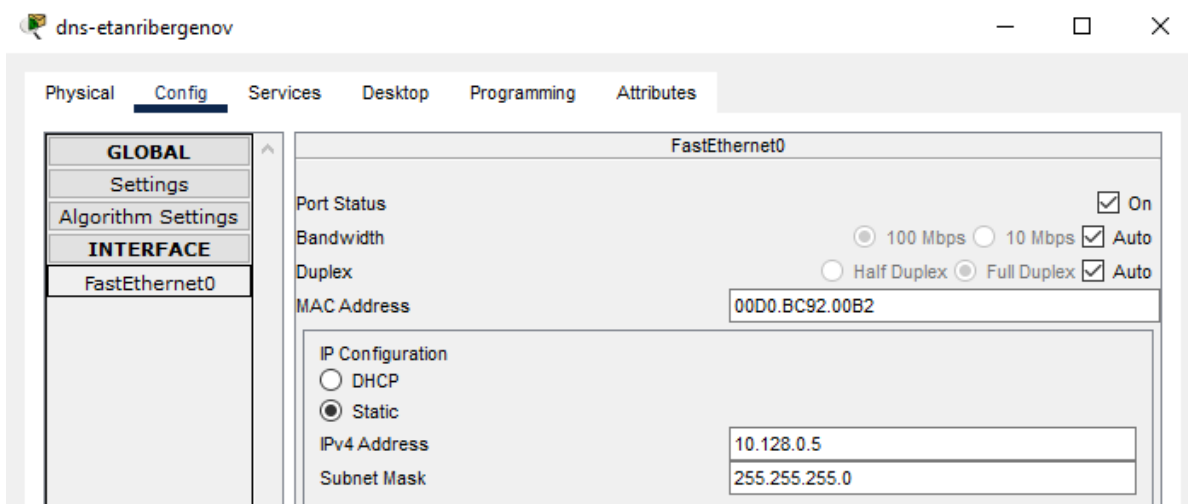 dns-etanribergenov
Physical Config Services Desktop Programming Attributes
GLOBAL
Settings
Algorithm Settings
INTERFACE
FastEthernet0
FastEthernet0
Port Status On
Bandwidth 100 Mbps 10 Mbps Auto
Duplex Half Duplex Full Duplex Auto
MAC Address 00D0.BC92.00B2
IP Configuration
DHCP
Static
IPv4 Address 10.128.0.5
Subnet Mask 255.255.255.0